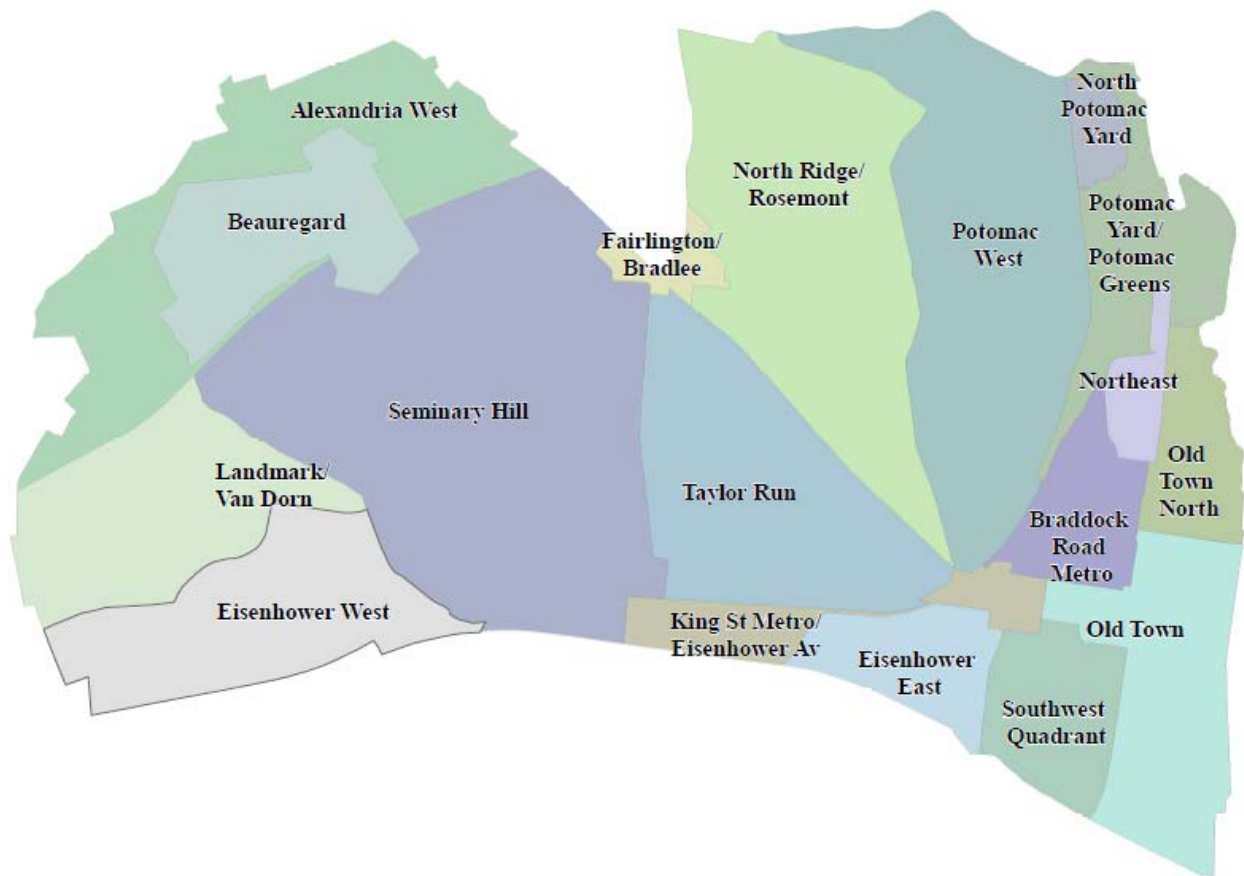 Alexandria West
Beauregard
North Ridge/
Rosemont
North
Potomac
Yard
Fairlington/
Bradlee
Potomac
West
Potomac
Yard/
Potomac
Greens
Seminary Hill
Northeast
Landmark/
Van Dorn
Taylor Run
Old
Town
North
Braddock
Road
Metro
Eisenhower West
King St Metro/
Eisenhower Av
Old Town
Eisenhower
East
Southwest
Quadrant